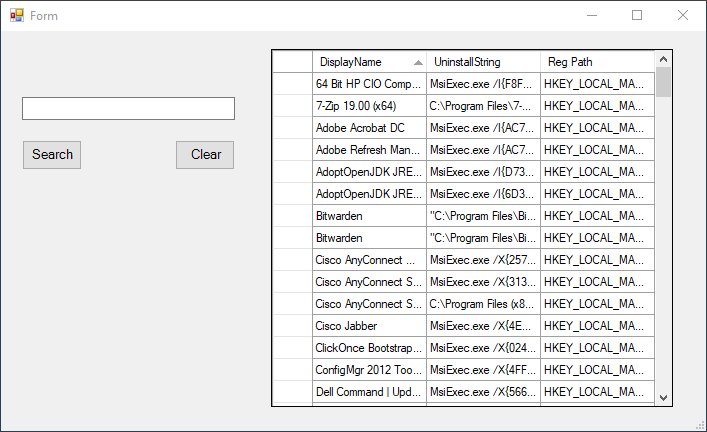 Form
Search
Clear
DisplayName UninstallString Reg Path
64 Bit HP CIO Comp... MsiExec.exe /I{F8F... HKEY_LOCAL_MA...
7-Zip 19.00 (x64) C:\Program Files\7-... HKEY_LOCAL_MA...
Adobe Acrobat DC MsiExec.exe /I{AC7... HKEY_LOCAL_MA...
Adobe Refresh Man... MsiExec.exe /I{AC7... HKEY_LOCAL_MA...
AdoptOpenJDK JRE... MsiExec.exe /I{D73... HKEY_LOCAL_MA...
AdoptOpenJDK JRE... MsiExec.exe /I{6D3... HKEY_LOCAL_MA...
Bitwarden "C:\Program Files\Bi... HKEY_LOCAL_MA...
Bitwarden "C:\Program Files\Bi... HKEY_LOCAL_MA...
Cisco AnyConnect ... MsiExec.exe /X{257... HKEY_LOCAL_MA...
Cisco AnyConnect S... MsiExec.exe /X{313... HKEY_LOCAL_MA...
Cisco AnyConnect S... C:\Program Files (x8... HKEY_LOCAL_MA...
Cisco Jabber MsiExec.exe /X{4E... HKEY_LOCAL_MA...
ClickOnce Bootstrap... MsiExec.exe /X{024... HKEY_LOCAL_MA...
ConfigMgr 2012 Too... MsiExec.exe /X{4FF... HKEY_LOCAL_MA...
Dell Command | Upd... MsiExec.exe /X{566... HKEY_LOCAL_MA...